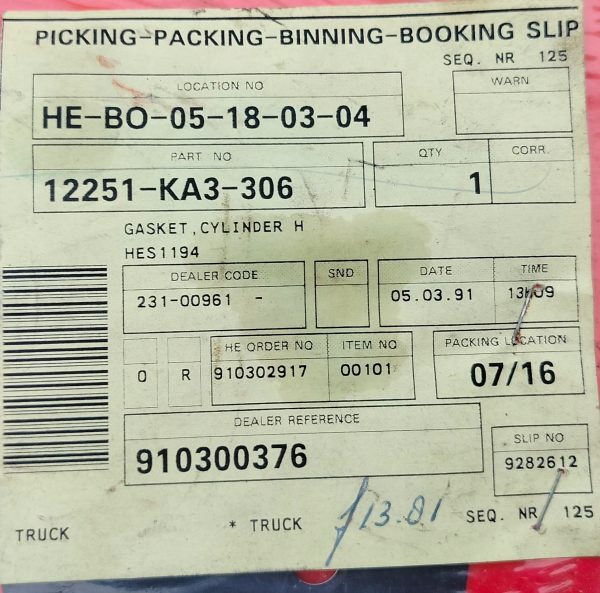 PICKING-PACKING-BINNING-BOOKING SLIP
SEQ. NR 125
LOCATION NO
HE-BO-05-18-03-04
WARN
PART NO
12251-KA3-306
QTY
1
CORR.
GASKET,CYLINDER H
HES1194
DEALER CODE
231-00961 -
SND
DATE
05.03.91
TIME
13H09
O R
HE ORDER NO
910302917
ITEM NO
00101
PACKING LOCATION
07/16
DEALER REFERENCE
910300376
SLIP NO
9282612
TRUCK
* TRUCK
SEQ. NR 125